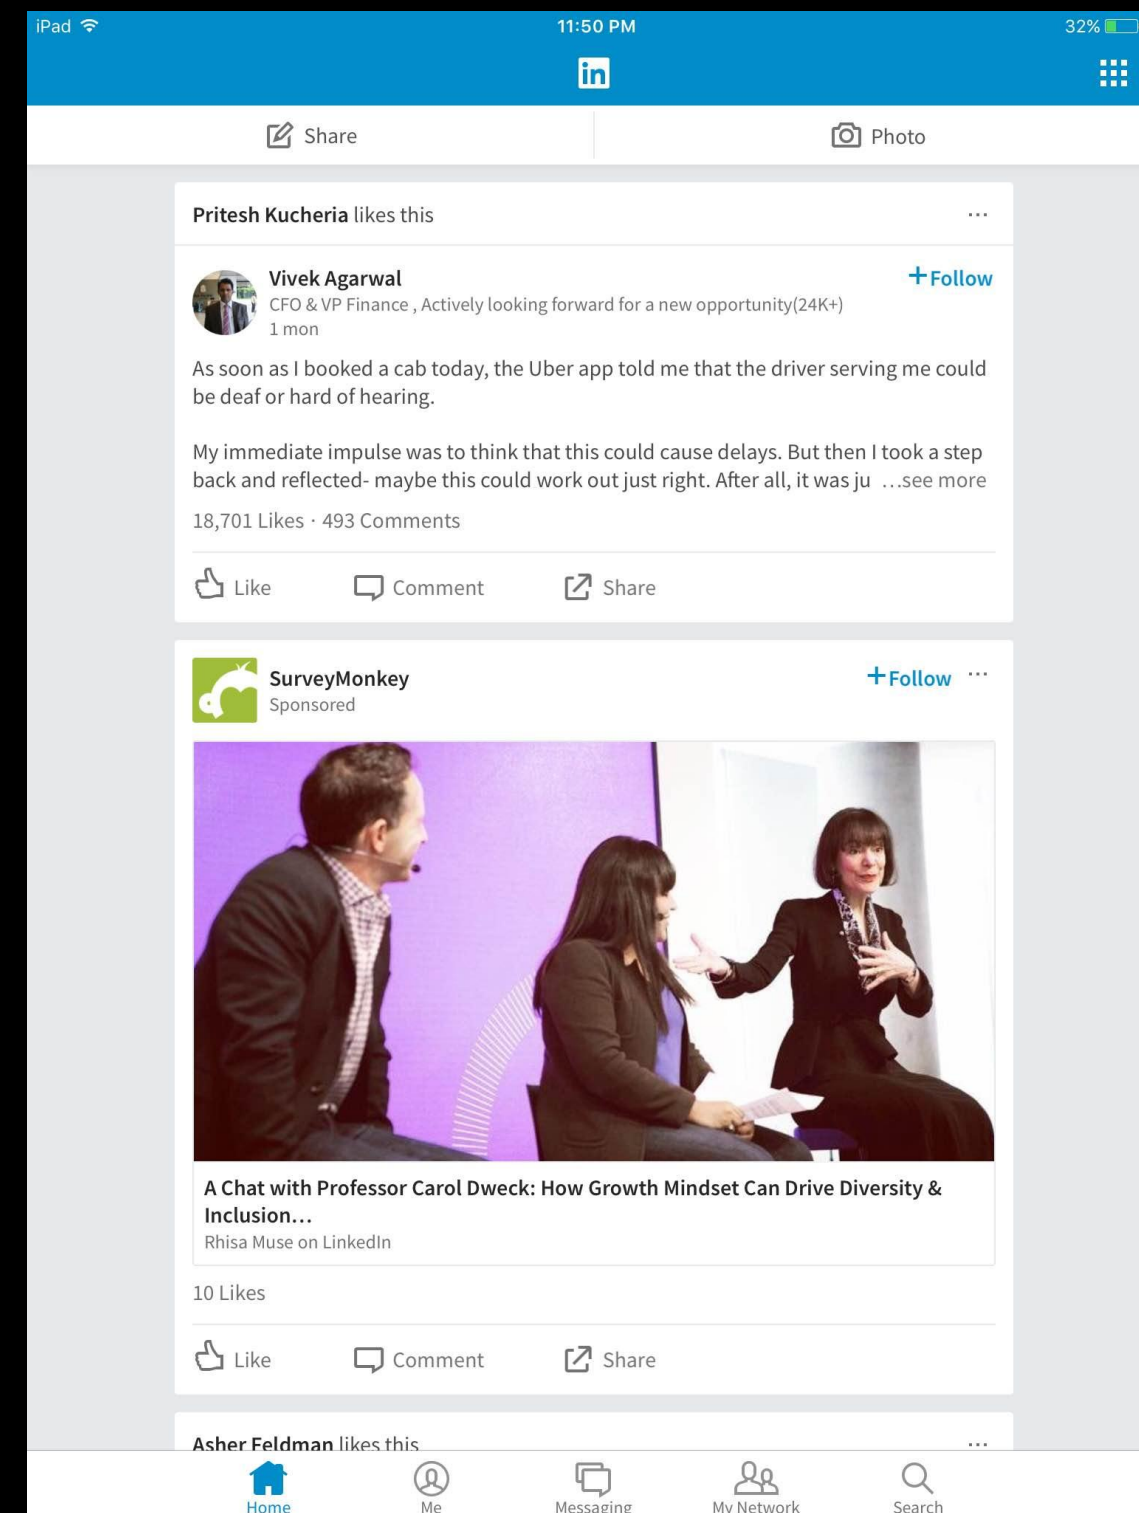 iPad 11:50 PM 32%
in
Share Photo
Pritesh Kucheria likes this ...
Vivek Agarwal +Follow
CFO & VP Finance , Actively looking forward for a new opportunity(24K+)
1 mon
As soon as I booked a cab today, the Uber app told me that the driver serving me could
be deaf or hard of hearing.
My immediate impulse was to think that this could cause delays. But then I took a step
back and reflected- maybe this could work out just right. After all, it was ju ...see more
18,701 Likes · 493 Comments
Like Comment Share
SurveyMonkey +Follow ...
Sponsored
A Chat with Professor Carol Dweck: How Growth Mindset Can Drive Diversity &
Inclusion...
Rhisa Muse on LinkedIn
10 Likes
Like Comment Share
Asher Feldman likes this ...
Home Me Messaging My Network Search